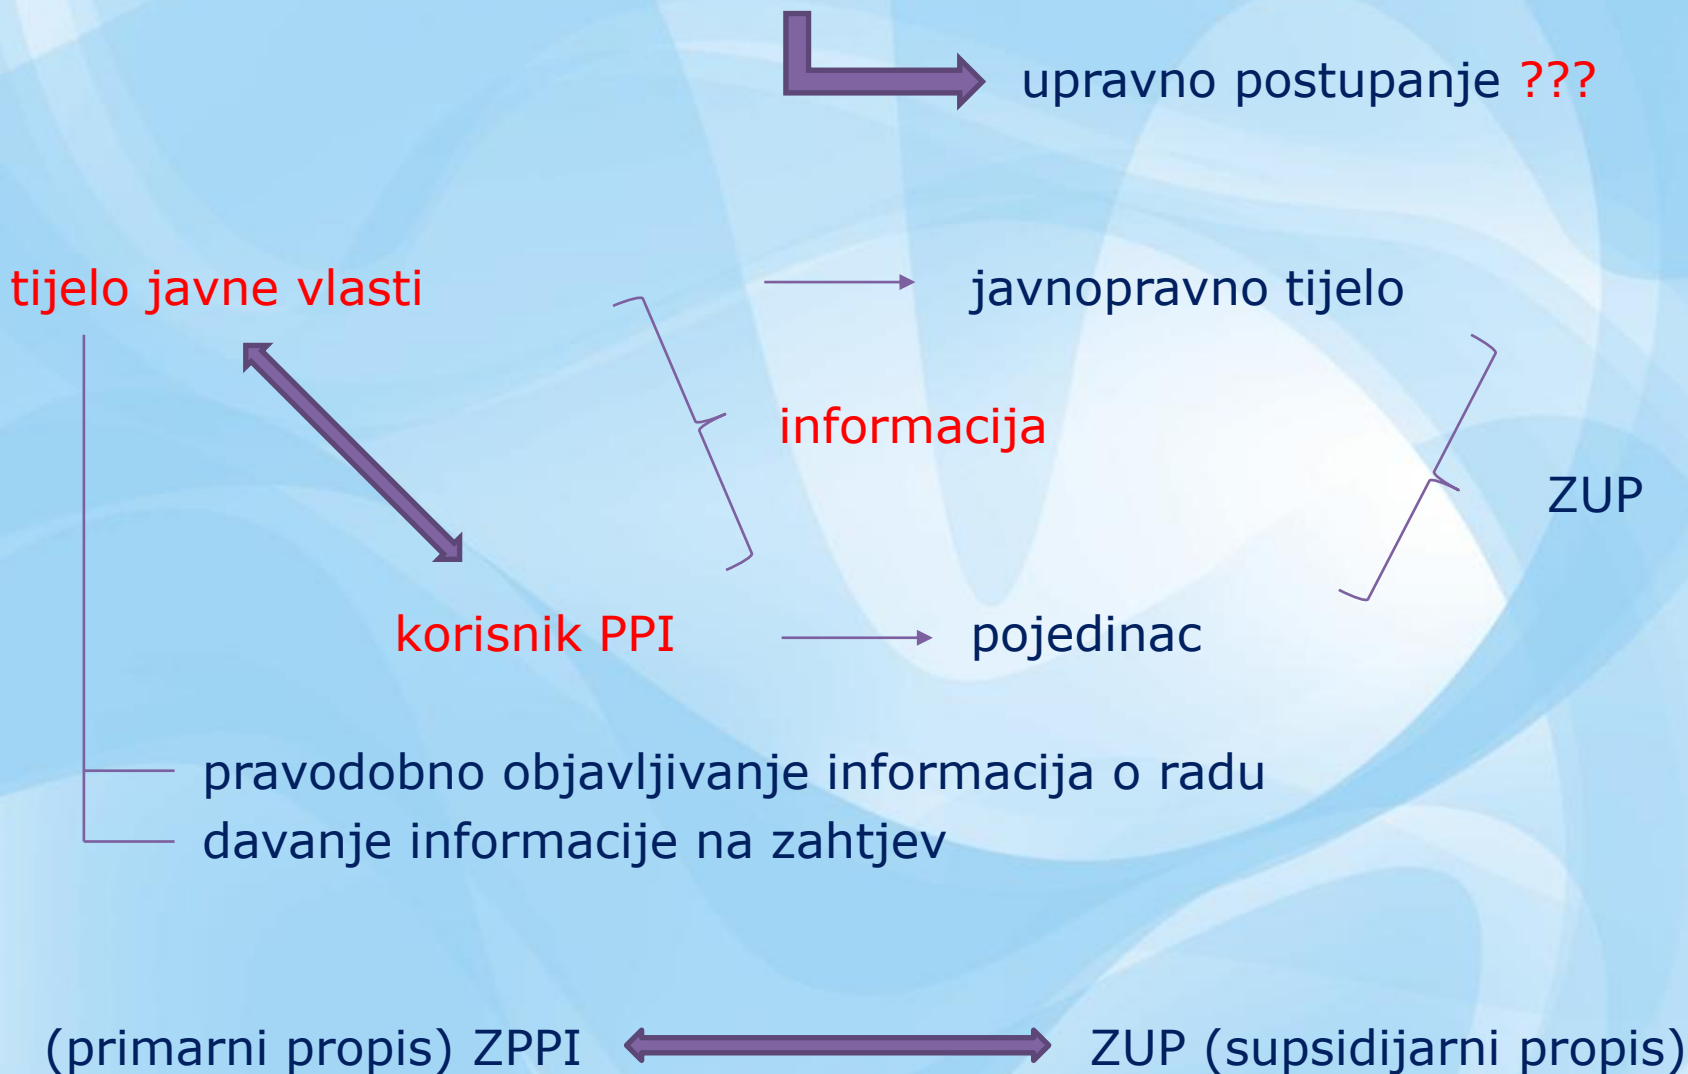 upravno postupanje ???
tijelo javne vlasti
javnopravno tijelo
informacija
ZUP
korisnik PPI
pojedinac
pravodobno objavljivanje informacija o radu
davanje informacije na zahtjev
(primarni propis) ZPPI
ZUP (supsidijarni propis)